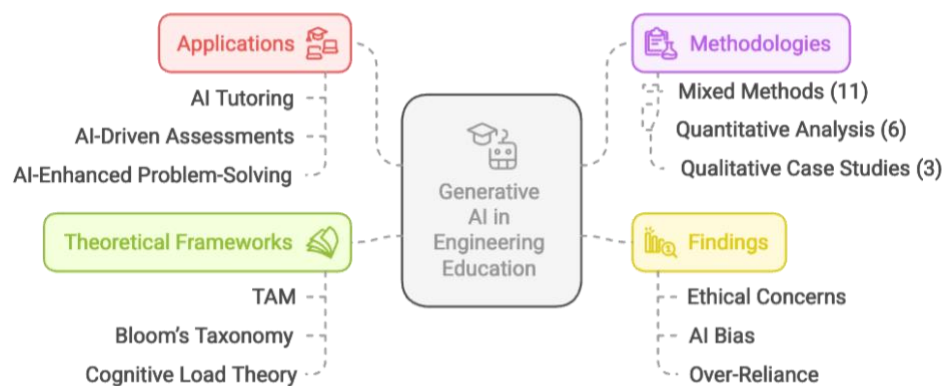 Applications
AI Tutoring
AI-Driven Assessments
AI-Enhanced Problem-Solving
Theoretical Frameworks
TAM
Bloom's Taxonomy
Cognitive Load Theory
Generative
AI in
Engineering
Education
Methodologies
Mixed Methods (11)
Quantitative Analysis (6)
Qualitative Case Studies (3)
Findings
Ethical Concerns
AI Bias
Over-Reliance